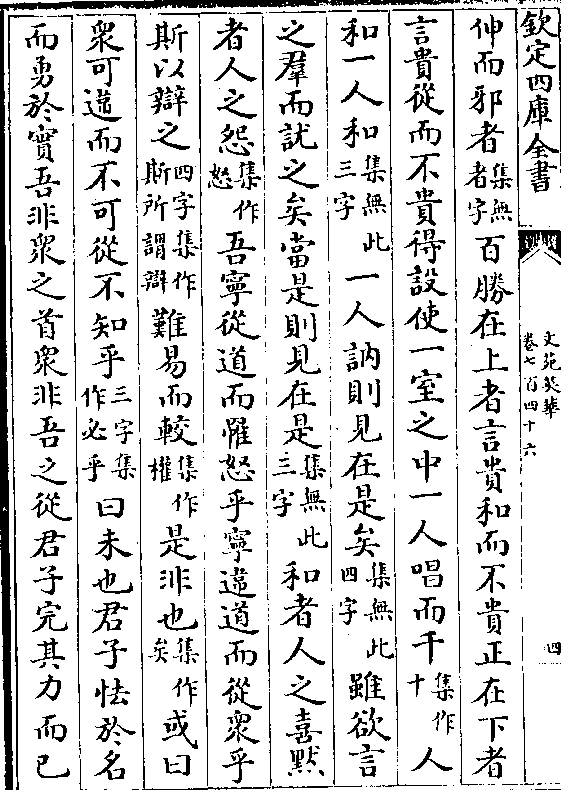 欽定四庫全書
文苑英華
卷七百四十六
四
伸而邪者集無者字百勝在上者言貴和而不貴正在下者
言貴從而不貴得設使一室之中一人唱而千集作十人
和一人和集無此三字一人訥則見在是矣集無此四字雖欲言
之羣而訧之矣當是則見在是集無此三字和者人之喜黙
者人之怨集作怒吾寧從道而罹怒乎寧違道而從衆乎
斯以辯之四字集作斯所謂辯難易而較集作權是非也集作矣或曰
衆可違而不可從不知乎三字集作必乎曰未也君子怯於名
而勇於實吾非衆之首衆非吾之從君子完其力而已